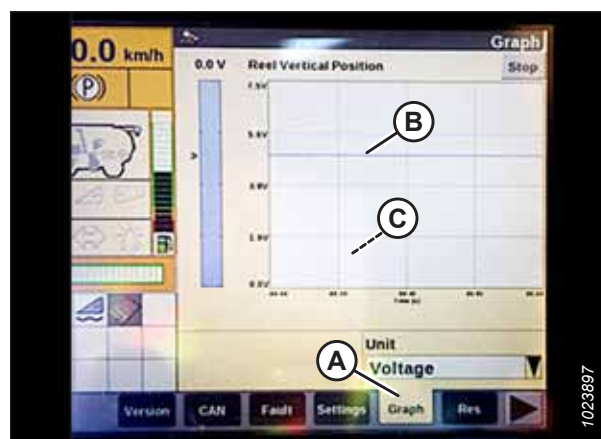 0.0 km/h
Graph
0.0 V
Reel Vertical Position
Stop
(P)
B
C
Unit
A
Voltage
Version
CAN
Fault
Settings
Graph
Res
1023897